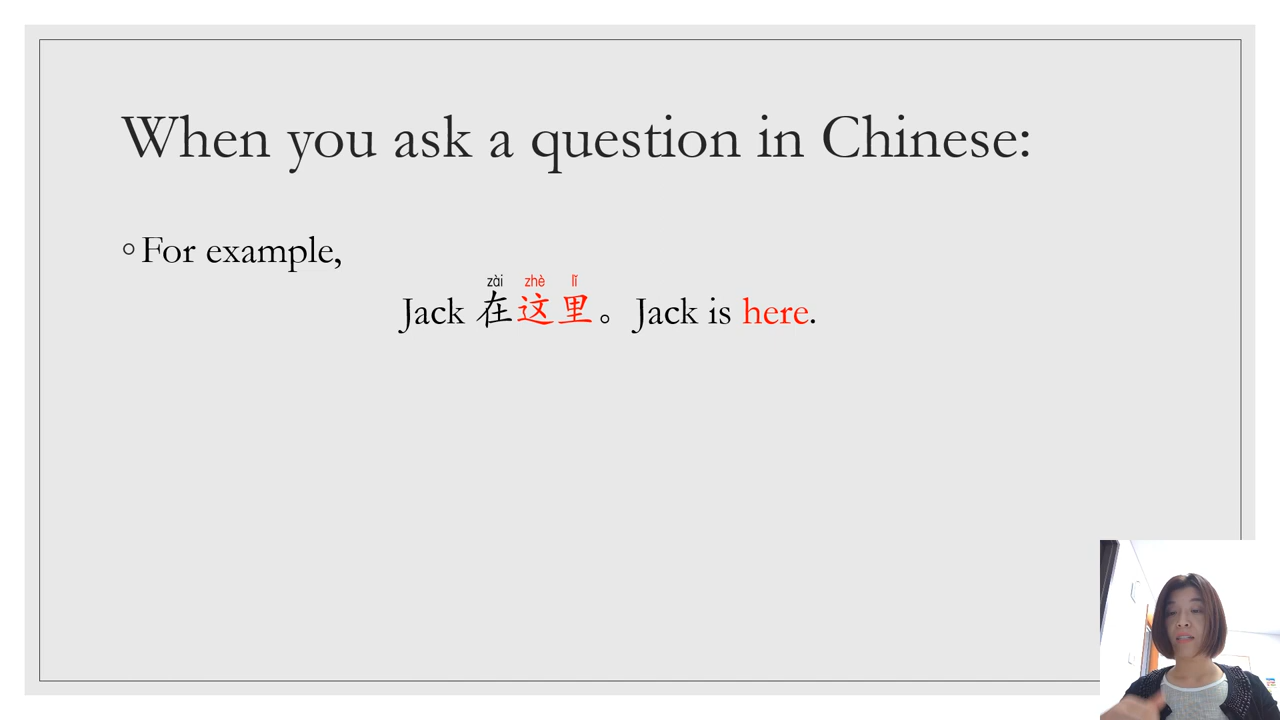 When you ask a question in Chinese:
For example,
zài zhè lǐ
Jack 在这里。Jack is here.